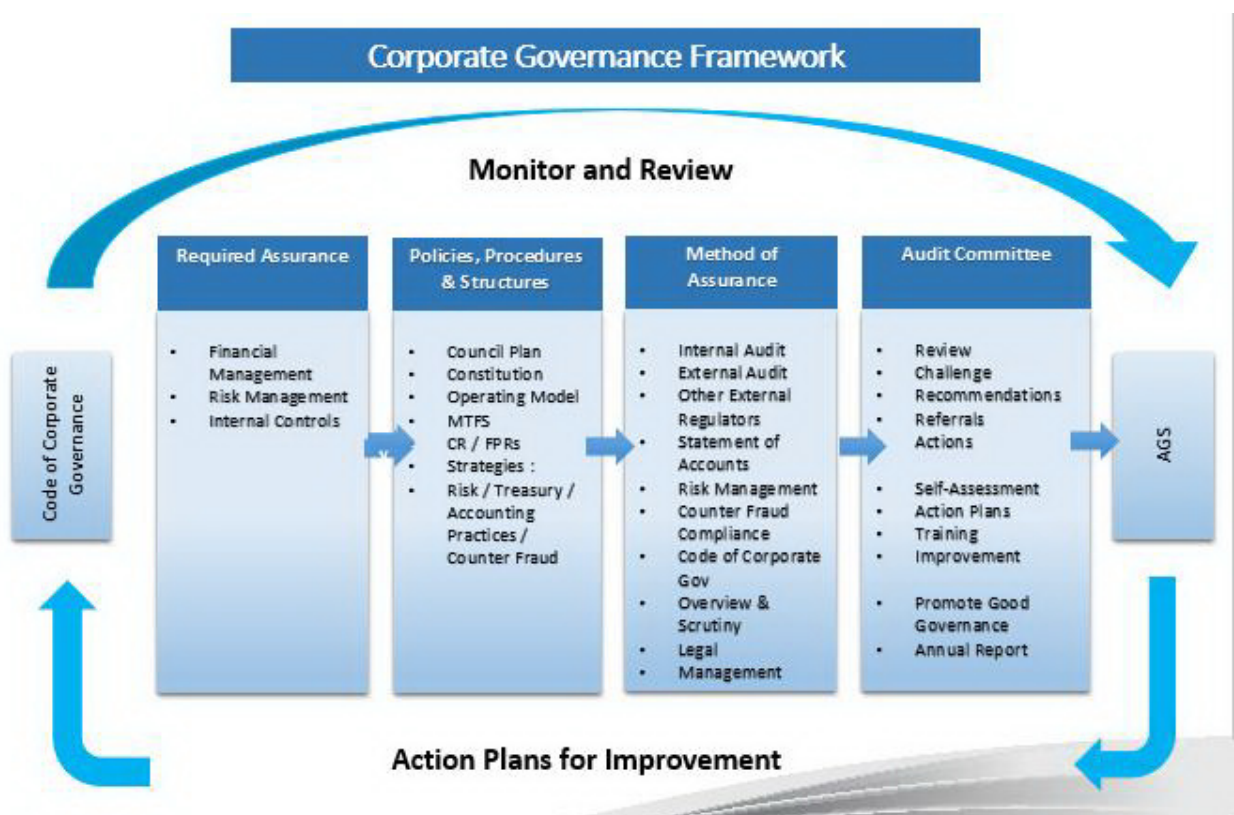 Corporate Governance Framework
Monitor and Review
Code of Corporate
Governance
Required Assurance
• Financial
Management
• Risk Management
• Internal Controls
Policies, Procedures
& Structures
• Council Plan
• Constitution
• Operating Model
• MTFS
• CR / FPRs
• Strategies :
• Risk / Treasury /
Accounting
Practices /
Counter Fraud
Method of
Assurance
• Internal Audit
• External Audit
• Other External
Regulators
• Statement of
Accounts
• Risk Management
• Counter Fraud
Compliance
• Code of Corporate
Gov
• Overview &
Scrutiny
• Legal
• Management
Audit Committee
• Review
• Challenge
• Recommendations
• Referrals
• Actions
• Self-Assessment
• Action Plans
• Training
• Improvement
• Promote Good
Governance
• Annual Report
AGS
Action Plans for Improvement